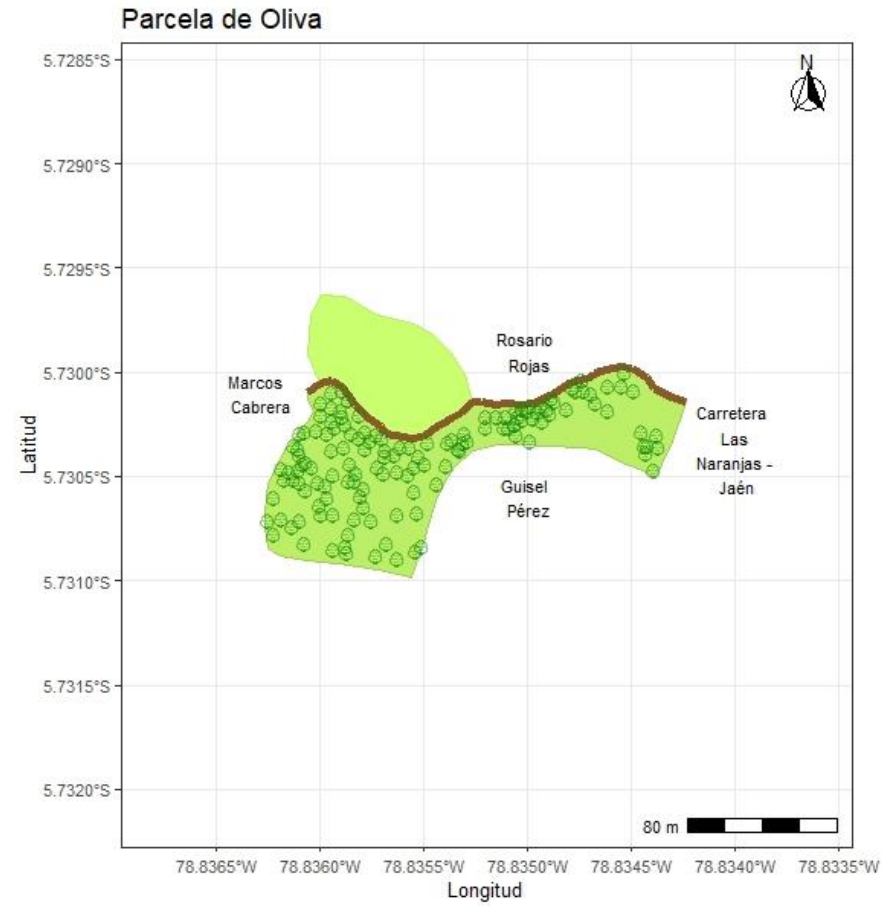 Parcela de Oliva
N
5.7285°S
5.7290°S
5.7295°S
5.7300°S
5.7305°S
5.7310°S
5.7315°S
5.7320°S
Latitud
Rosario
Rojas
Marcos
Cabrera
Carretera
Las
Naranjas -
Jaén
Guisel
Pérez
80 m
78.8365°W
78.8360°W
78.8355°W
78.8350°W
78.8345°W
78.8340°W
78.8335°W
Longitud